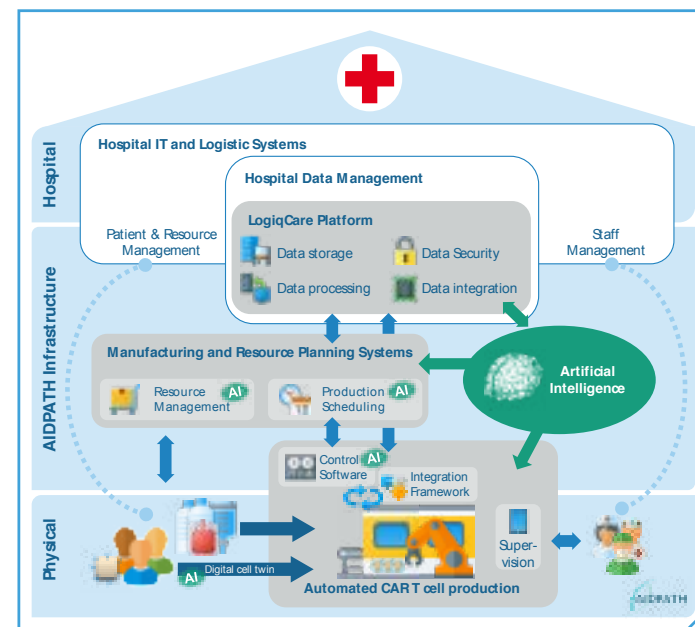 Hospital
Hospital IT and Logistic Systems
Hospital Data Management
LogiqCare Platform
Data storage
Data Security
Data processing
Data integration
Patient & Resource
Management
Staff
Management
AIDPATH Infrastructure
Manufacturing and Resource Planning Systems
Resource
Management
AI
Production
Scheduling
AI
Artificial
Intelligence
Control
Software
AI
Integration
Framework
Physical
AI
Digital cell twin
Super-
vision
Automated CAR T cell production
AIDPATH